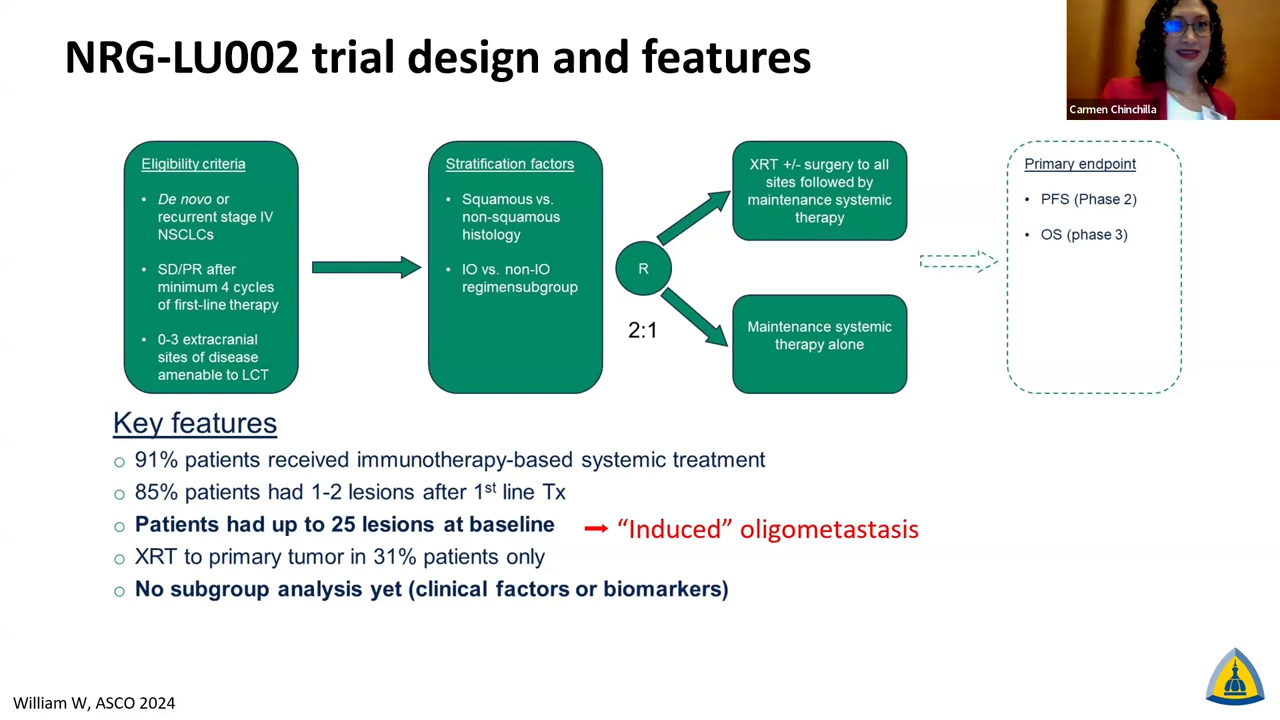 NRG-LU002 trial design and features
Carmen Chinchilla
Eligibility criteria
• De novo or
recurrent stage IV
NSCLCs
• SD/PR after
minimum 4 cycles
of first-line therapy
• 0-3 extracranial
sites of disease
amenable to LCT
Stratification factors
• Squamous vs.
non-squamous
histology
• IO vs. non-IO
regimensubgroup
R
2:1
XRT +/- surgery to all
sites followed by
maintenance systemic
therapy
Maintenance systemic
therapy alone
Primary endpoint
• PFS (Phase 2)
• OS (phase 3)
Key features
○ 91% patients received immunotherapy-based systemic treatment
○ 85% patients had 1-2 lesions after 1st line Tx
○ Patients had up to 25 lesions at baseline ➞ “Induced” oligometastasis
○ XRT to primary tumor in 31% patients only
○ No subgroup analysis yet (clinical factors or biomarkers)
William W, ASCO 2024